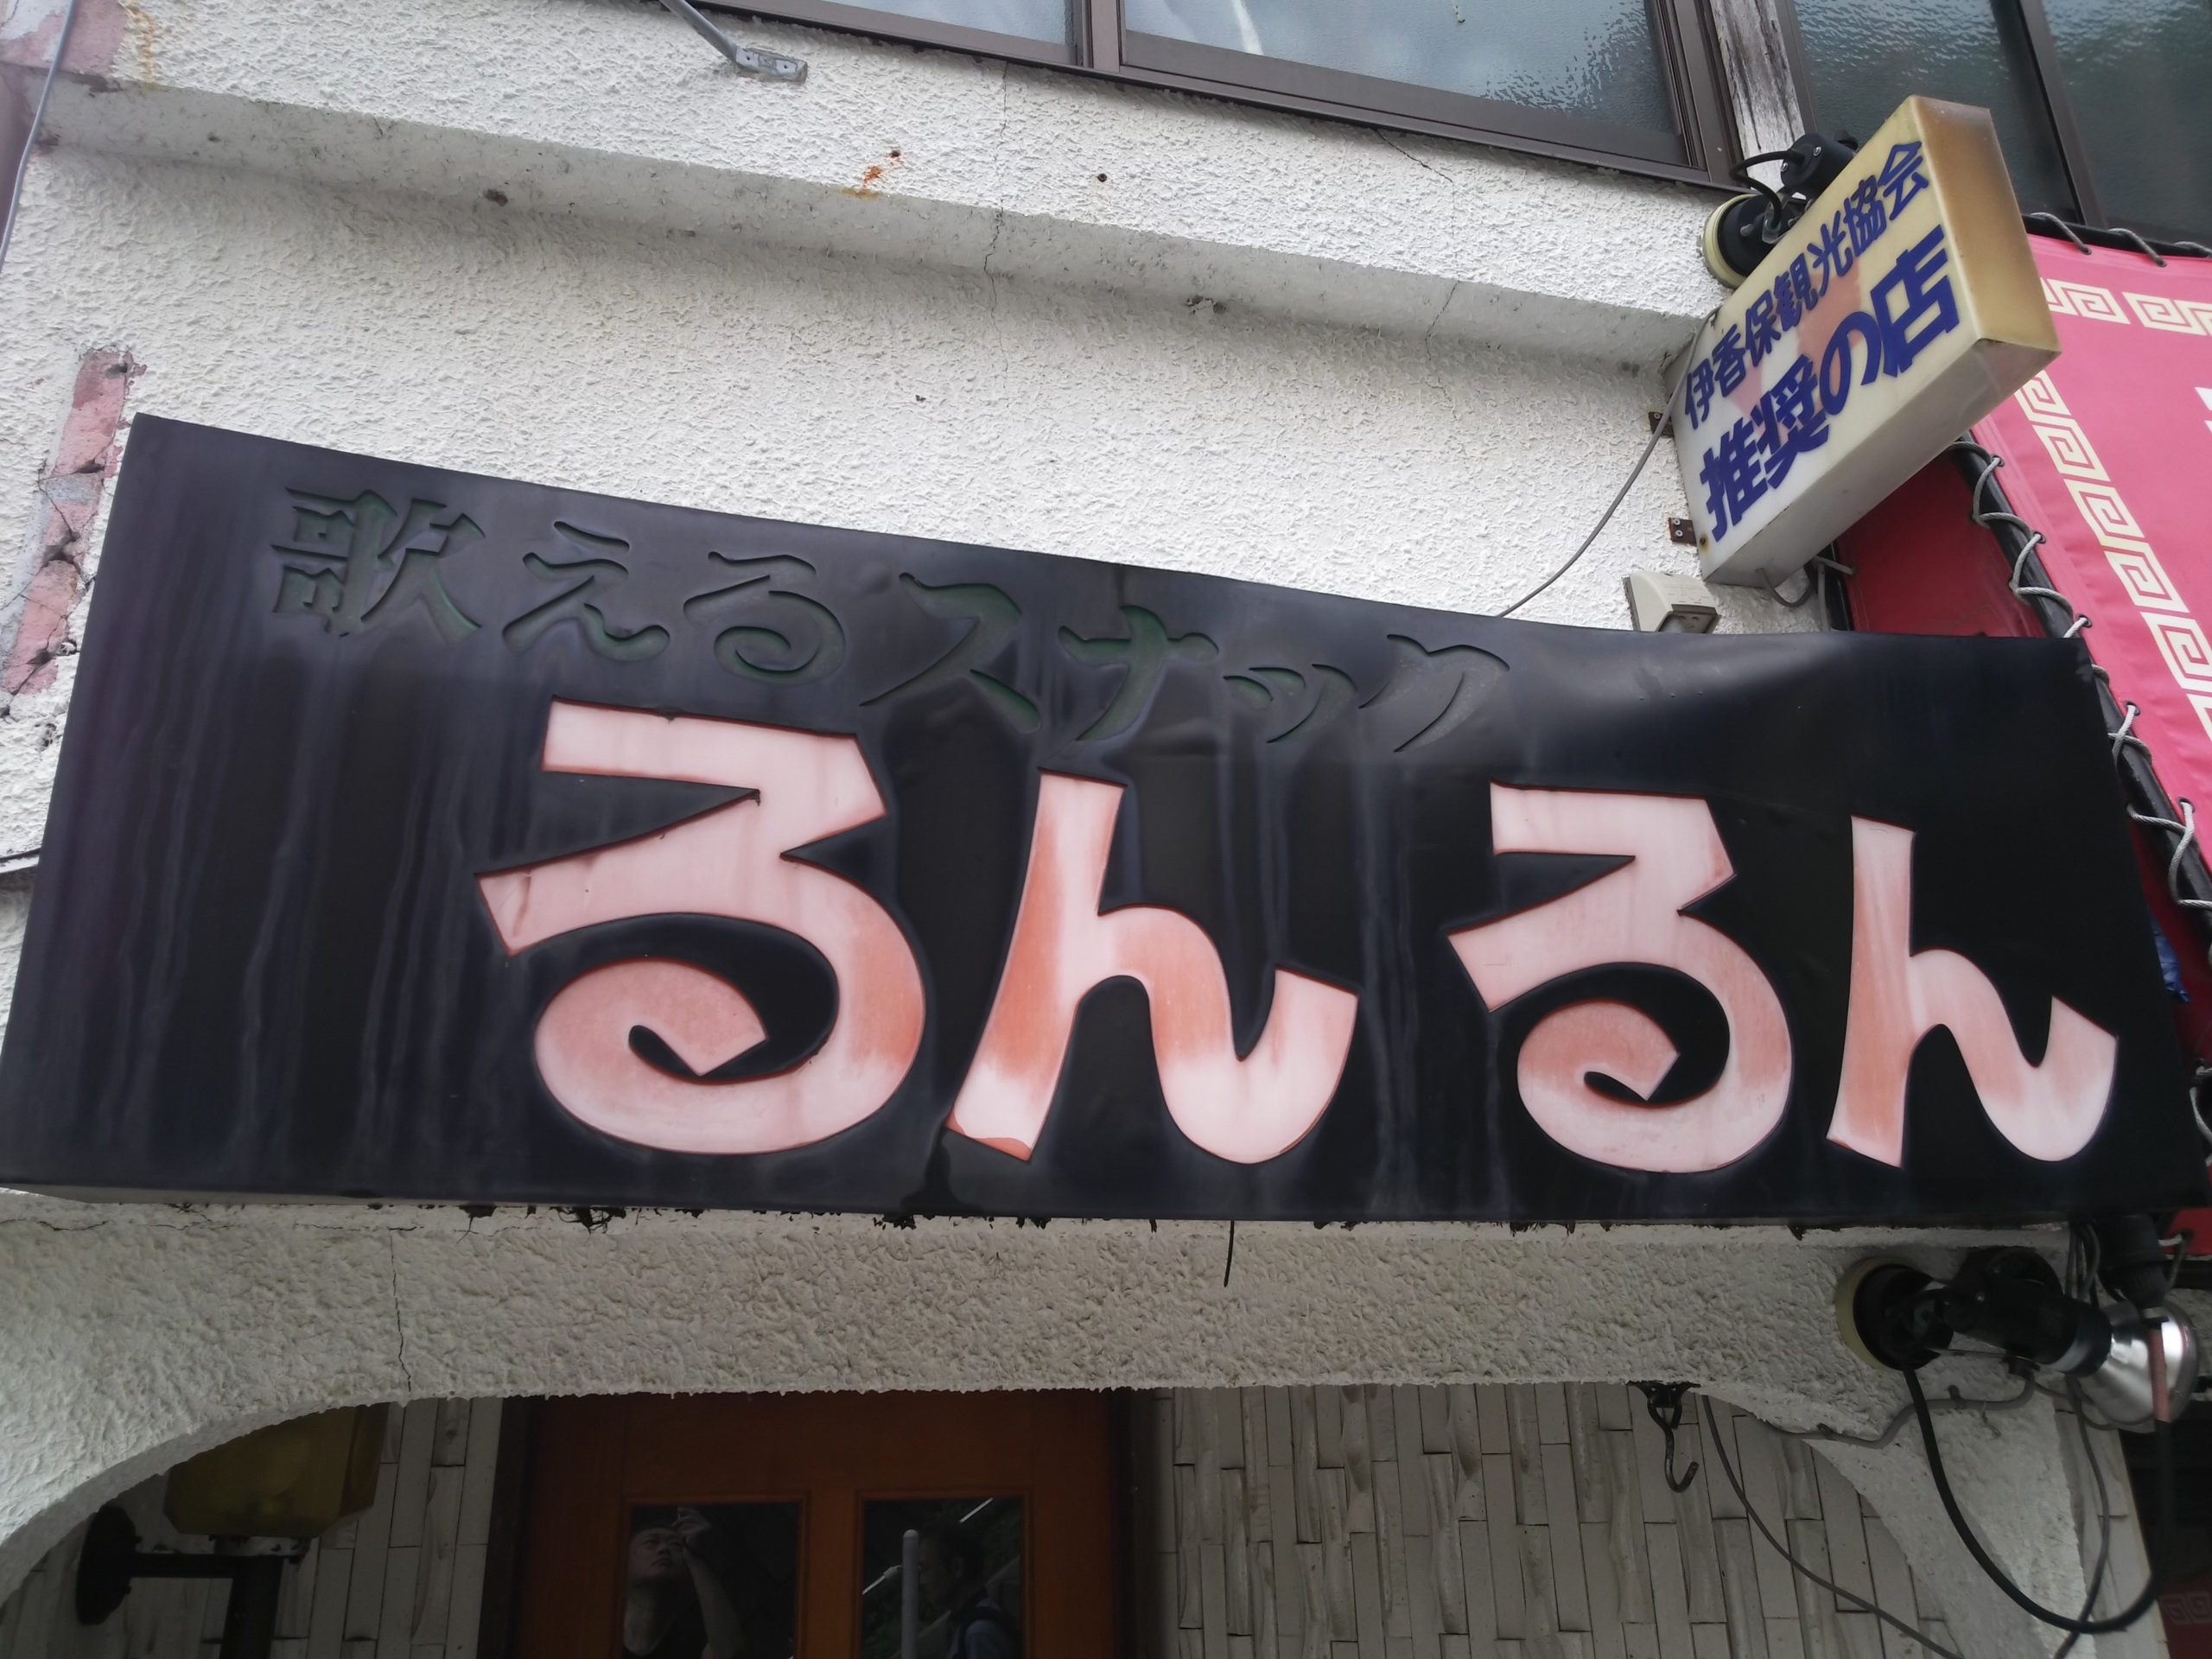 伊香保観光協会
推奨の店
歌えるスナック
るんるん